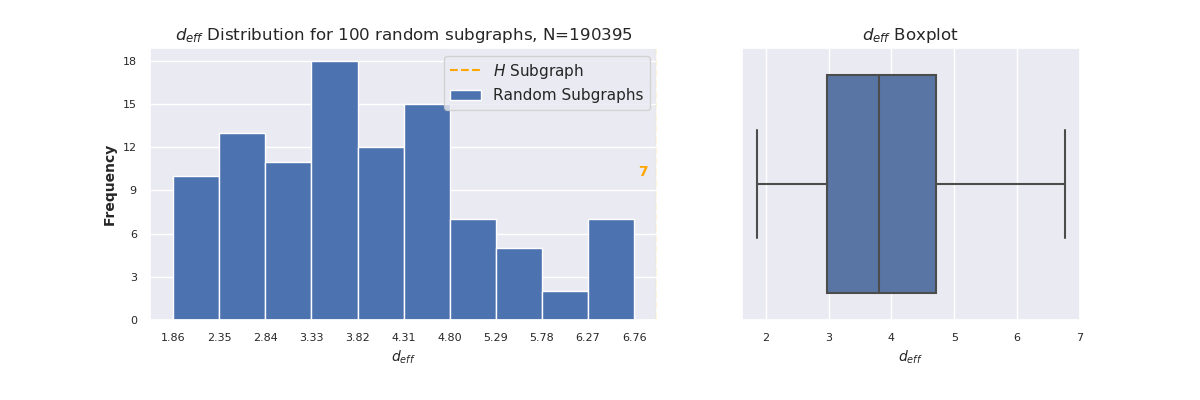 d_eff Distribution for 100 random subgraphs, N=190395
H Subgraph
Random Subgraphs
7
Frequency
18
15
12
9
6
3
0
1.86 2.35 2.84 3.33 3.82 4.31 4.80 5.29 5.78 6.27 6.76
d_eff
d_eff Boxplot
2 3 4 5 6 7
d_eff